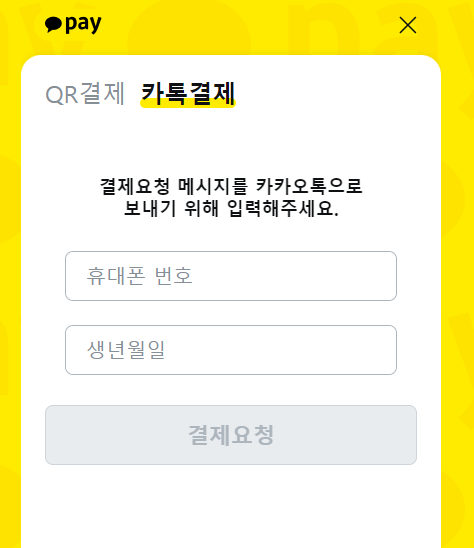 pay
QR결제 카톡결제
결제요청 메시지를 카카오톡으로
보내기 위해 입력해주세요.
휴대폰 번호
생년월일
결제요청